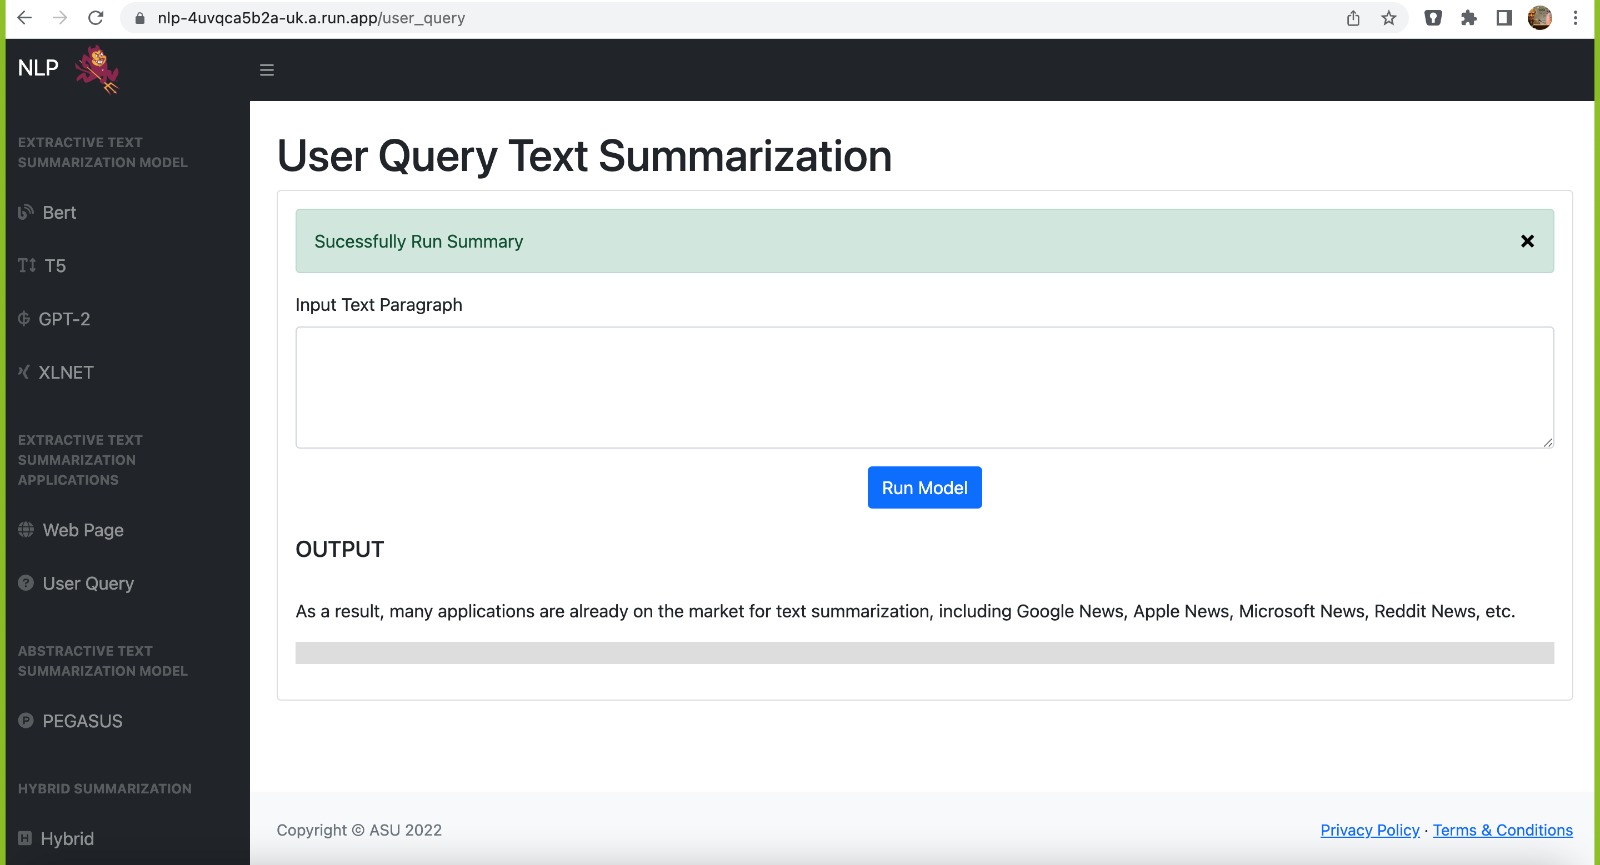 nlp-4uvqca5b2a-uk.a.run.app/user_query
NLP
EXTRACTIVE TEXT
SUMMARIZATION MODEL
Bert
T5
GPT-2
XLNET
EXTRACTIVE TEXT
SUMMARIZATION
APPLICATIONS
Web Page
User Query
ABSTRACTIVE TEXT
SUMMARIZATION MODEL
PEGASUS
HYBRID SUMMARIZATION
Hybrid
User Query Text Summarization
Sucessfully Run Summary
Input Text Paragraph
Run Model
OUTPUT
As a result, many applications are already on the market for text summarization, including Google News, Apple News, Microsoft News, Reddit News, etc.
Copyright © ASU 2022
Privacy Policy · Terms & Conditions